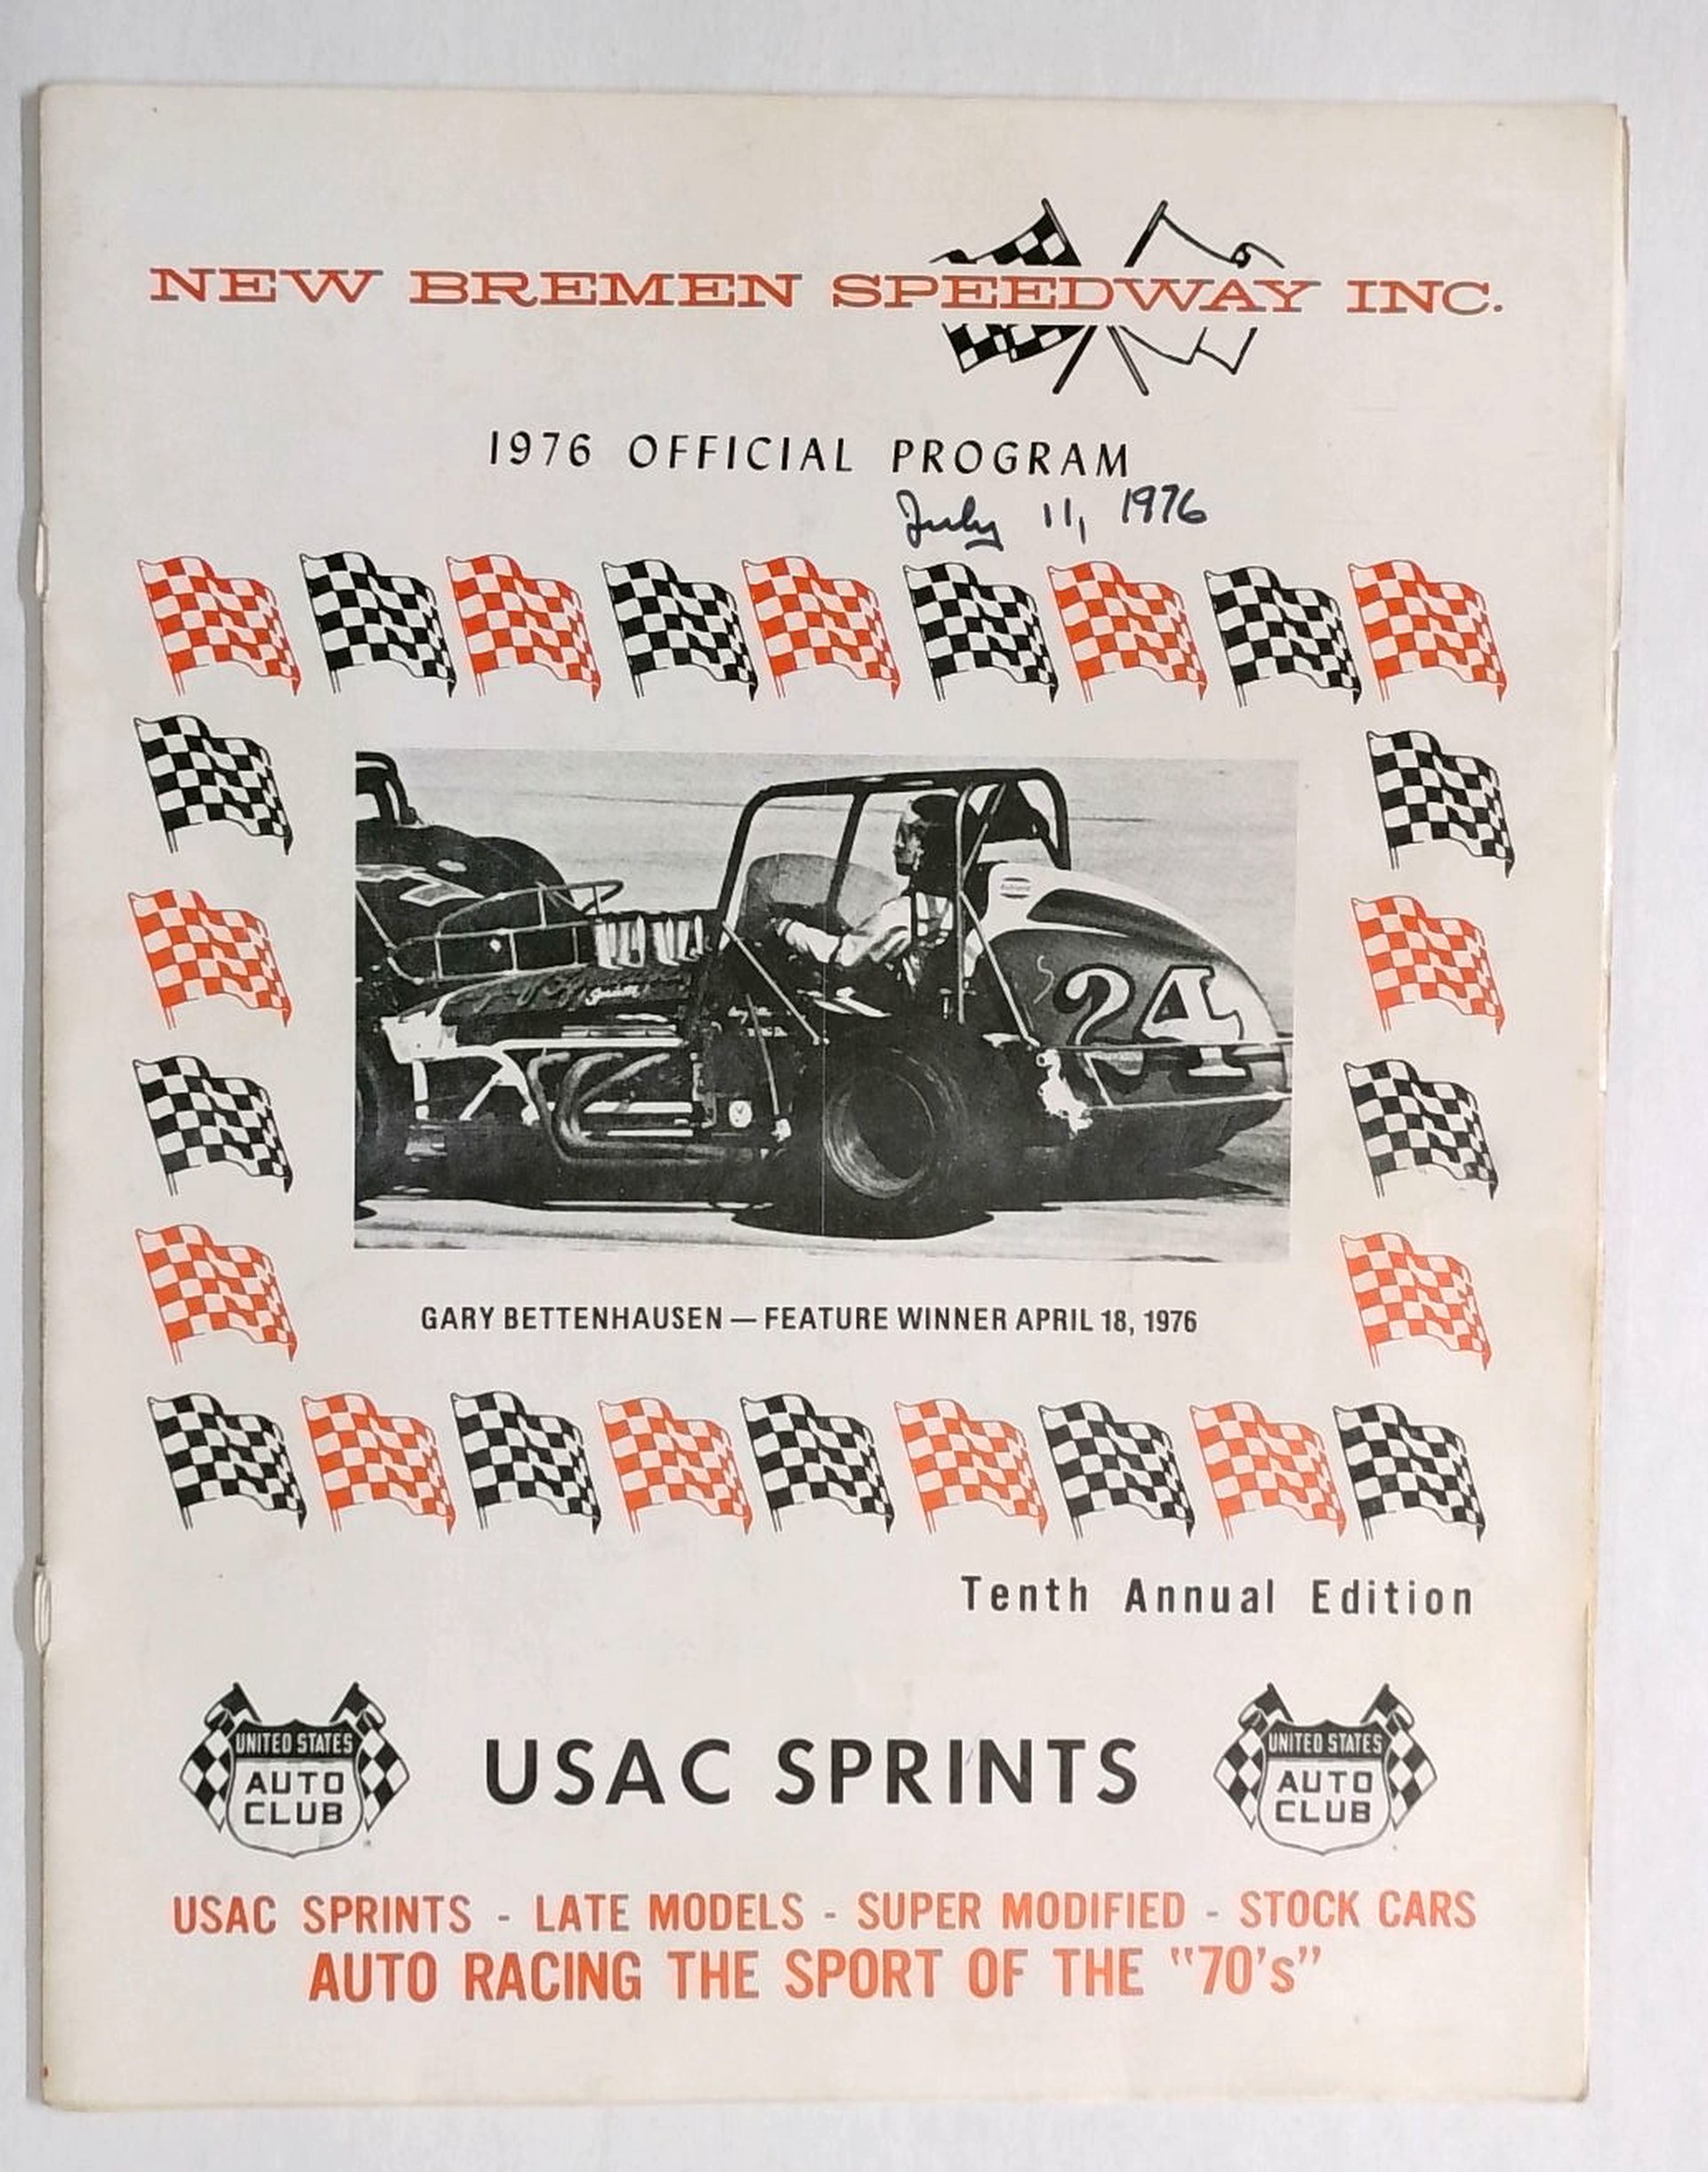 NEW BREMEN SPEEDWAY INC.
1976 OFFICIAL PROGRAM
July 11, 1976
24
GARY BETTENHAUSEN — FEATURE WINNER APRIL 18, 1976
Tenth Annual Edition
UNITED STATES
AUTO
CLUB
USAC SPRINTS
UNITED STATES
AUTO
CLUB
USAC SPRINTS - LATE MODELS - SUPER MODIFIED - STOCK CARS
AUTO RACING THE SPORT OF THE "70's"